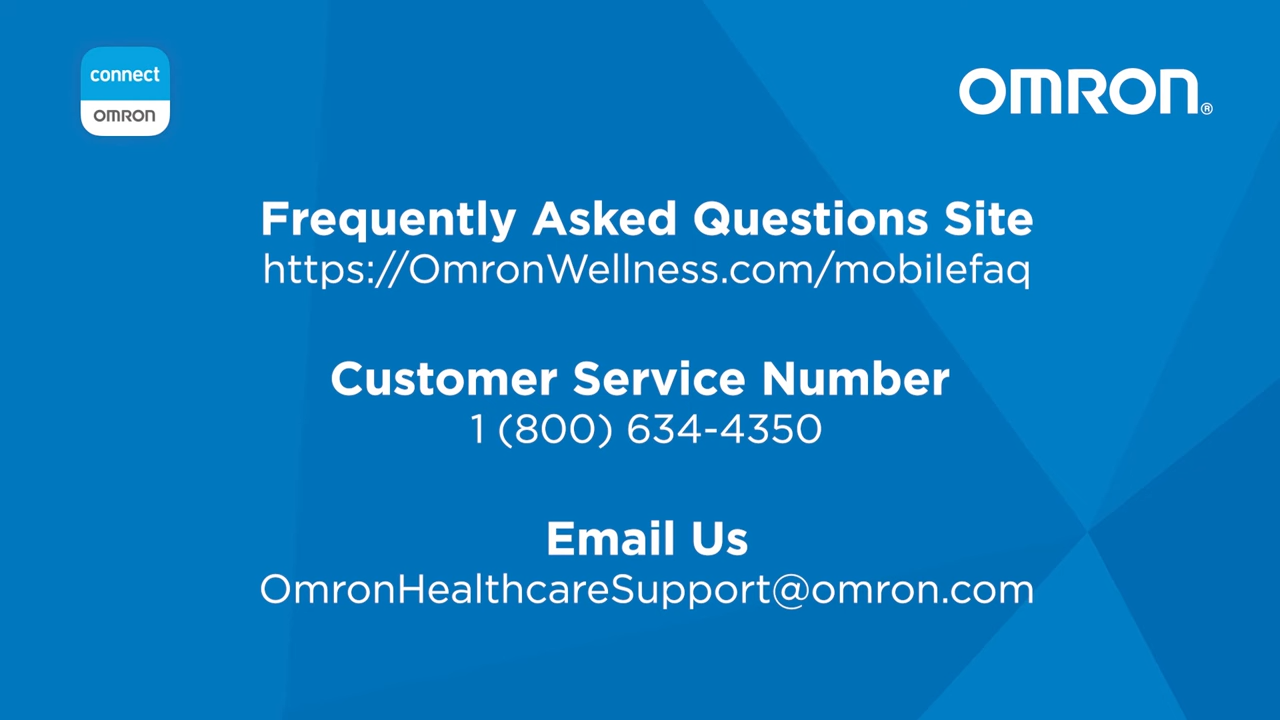 connect
OMRON
OMRON®
Frequently Asked Questions Site
https://OmronWellness.com/mobilefaq
Customer Service Number
1 (800) 634-4350
Email Us
OmronHealthcareSupport@omron.com